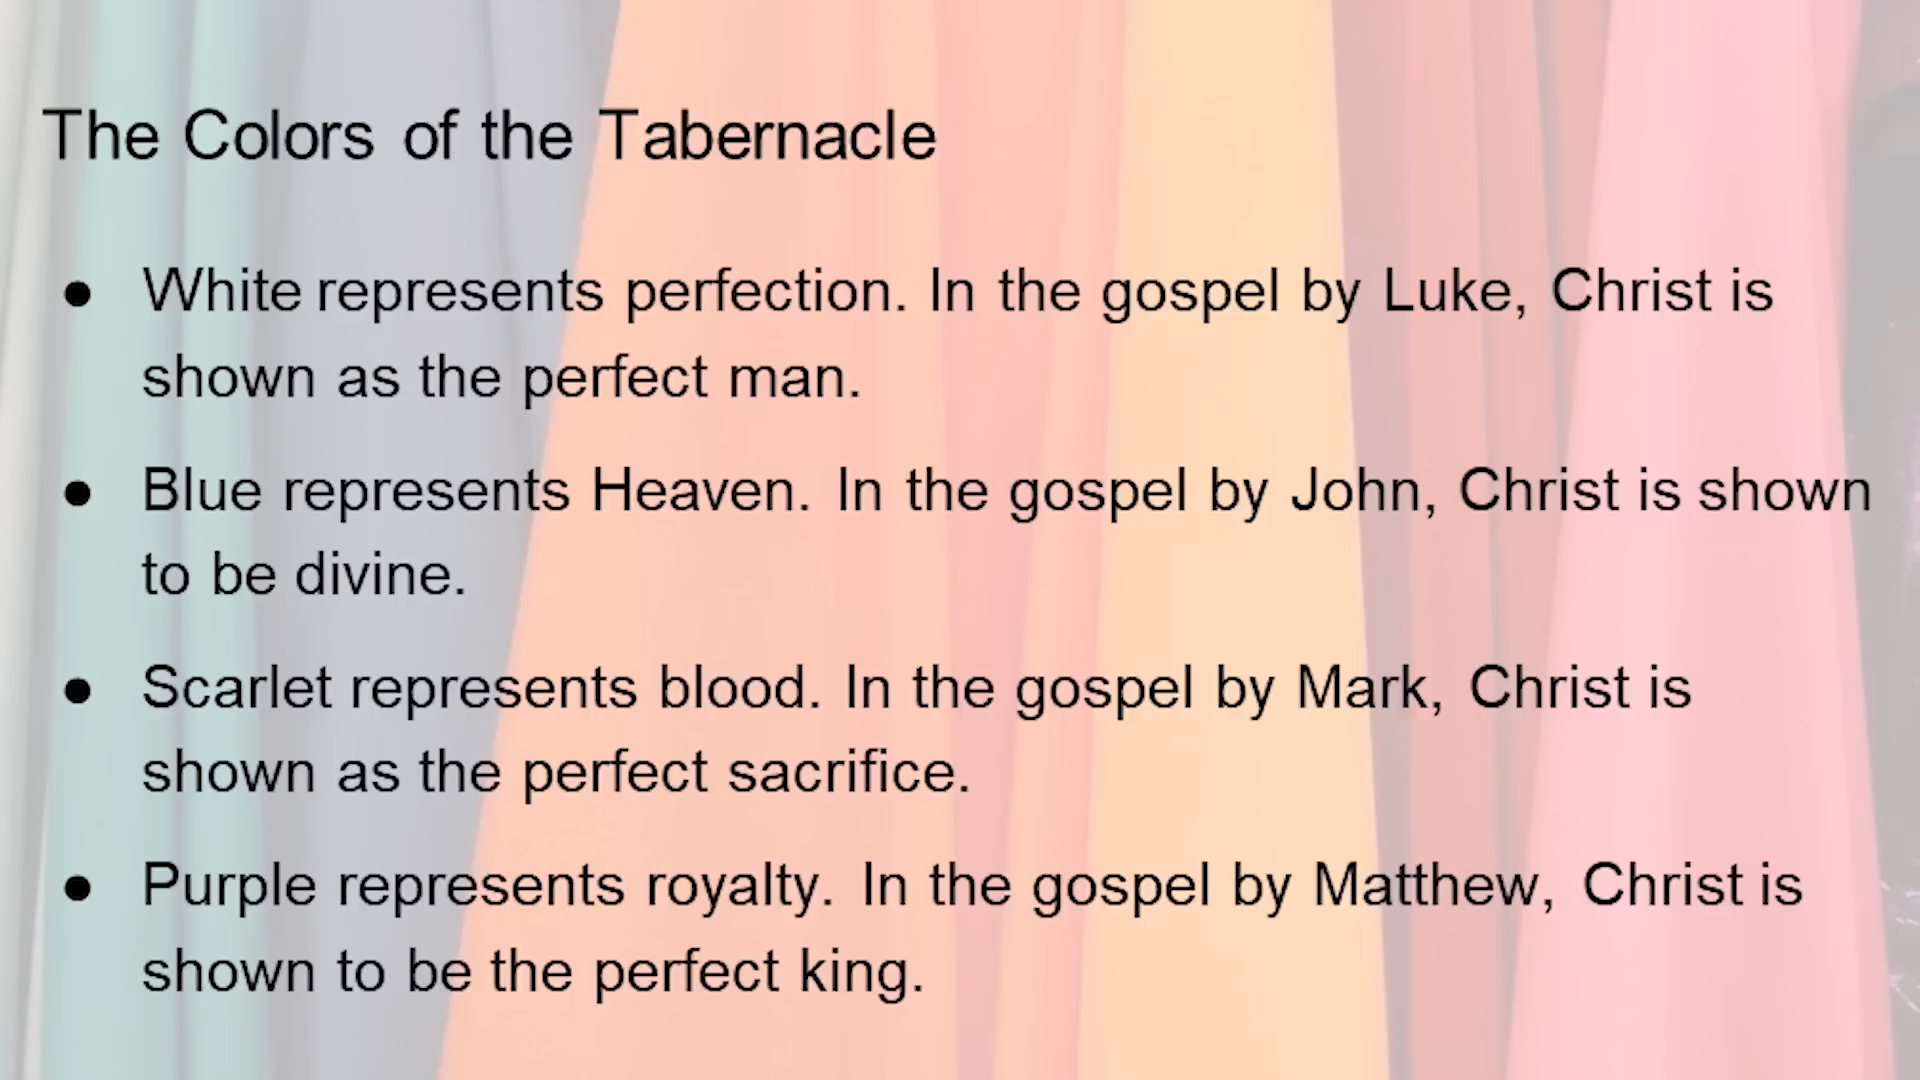 The Colors of the Tabernacle
● White represents perfection. In the gospel by Luke, Christ is
shown as the perfect man.
● Blue represents Heaven. In the gospel by John, Christ is shown
to be divine.
● Scarlet represents blood. In the gospel by Mark, Christ is
shown as the perfect sacrifice.
● Purple represents royalty. In the gospel by Matthew, Christ is
shown to be the perfect king.